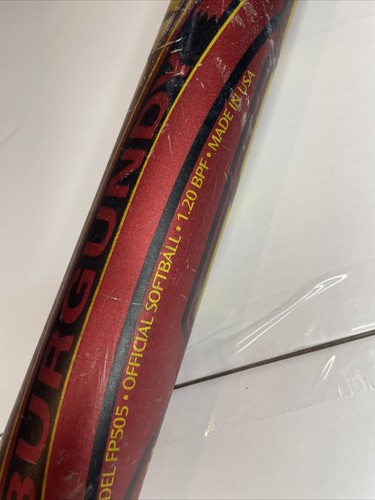 BURGUNDY
DEL FP505 • OFFICIAL SOFTBALL • 1.20 BPF • MADE IN USA